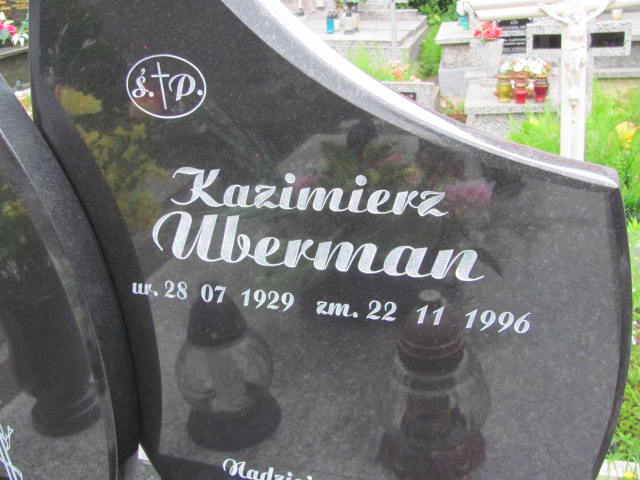 Ś.†P.
Kazimierz
Uberman
ur. 28 07 1929 zm. 22 11 1996